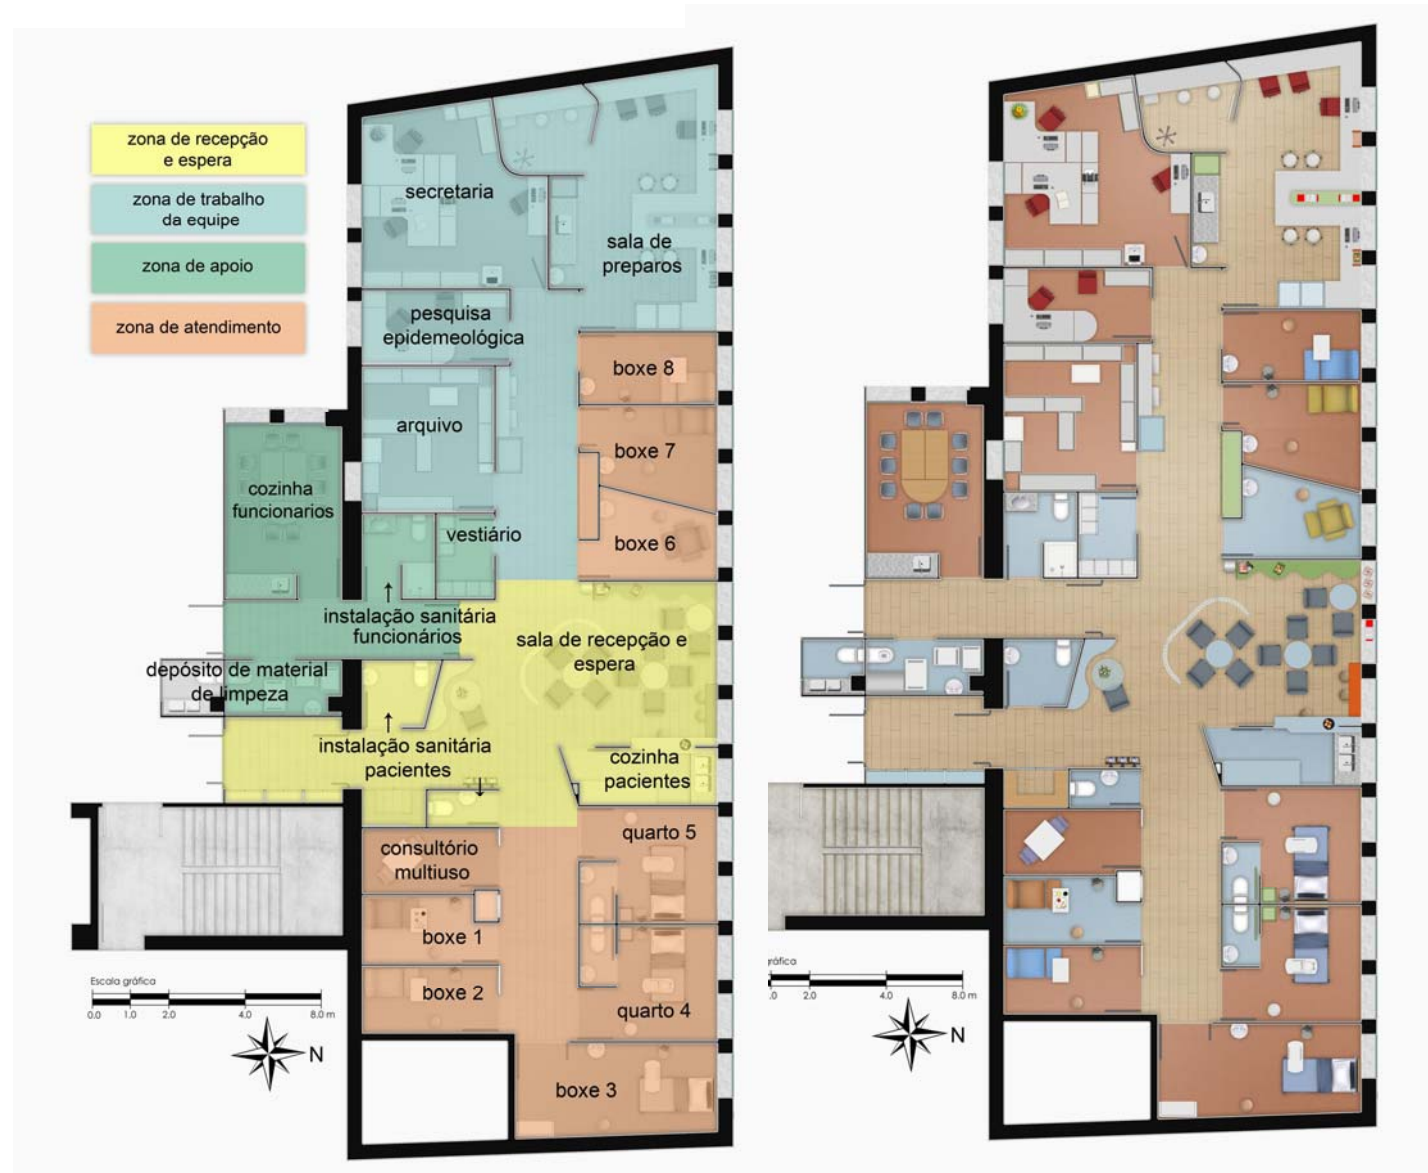 zona de recepção
e espera
zona de trabalho
da equipe
zona de apoio
zona de atendimento
secretaria
sala de
preparos
pesquisa
epidemeológica
boxe 8
arquivo
boxe 7
cozinha
funcionarios
vestiário
boxe 6
instalação sanitária
funcionários
sala de recepção e
espera
depósito de material
de limpeza
instalação sanitária
pacientes
cozinha
pacientes
quarto 5
consultório
multiuso
boxe 1
boxe 2
quarto 4
boxe 3
Escala gráfica
0.0 1.0 2.0 4.0 8.0 m
N
ráfica
.0 2.0 4.0 8.0 m
N